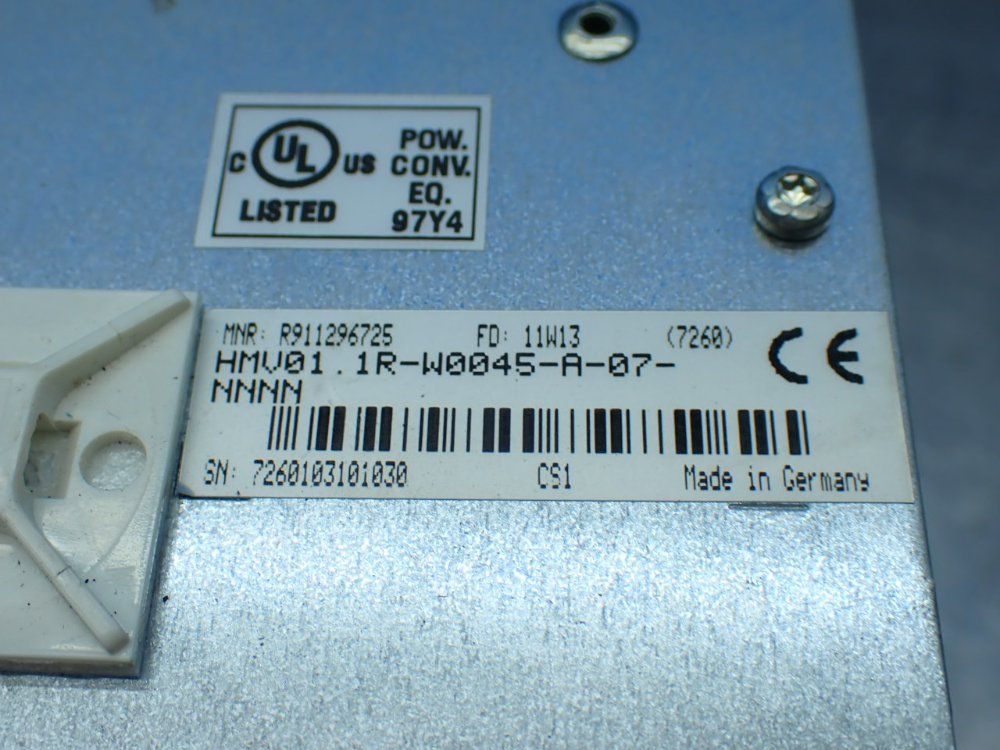 C UL US POW.
CONV.
EQ.
LISTED 97Y4
MNR: R911296725 FD: 11W13 (7260)
HMV01.1R-W0045-A-07-
NNNN
CE
SN: 7260103101030 CS1 Made in Germany